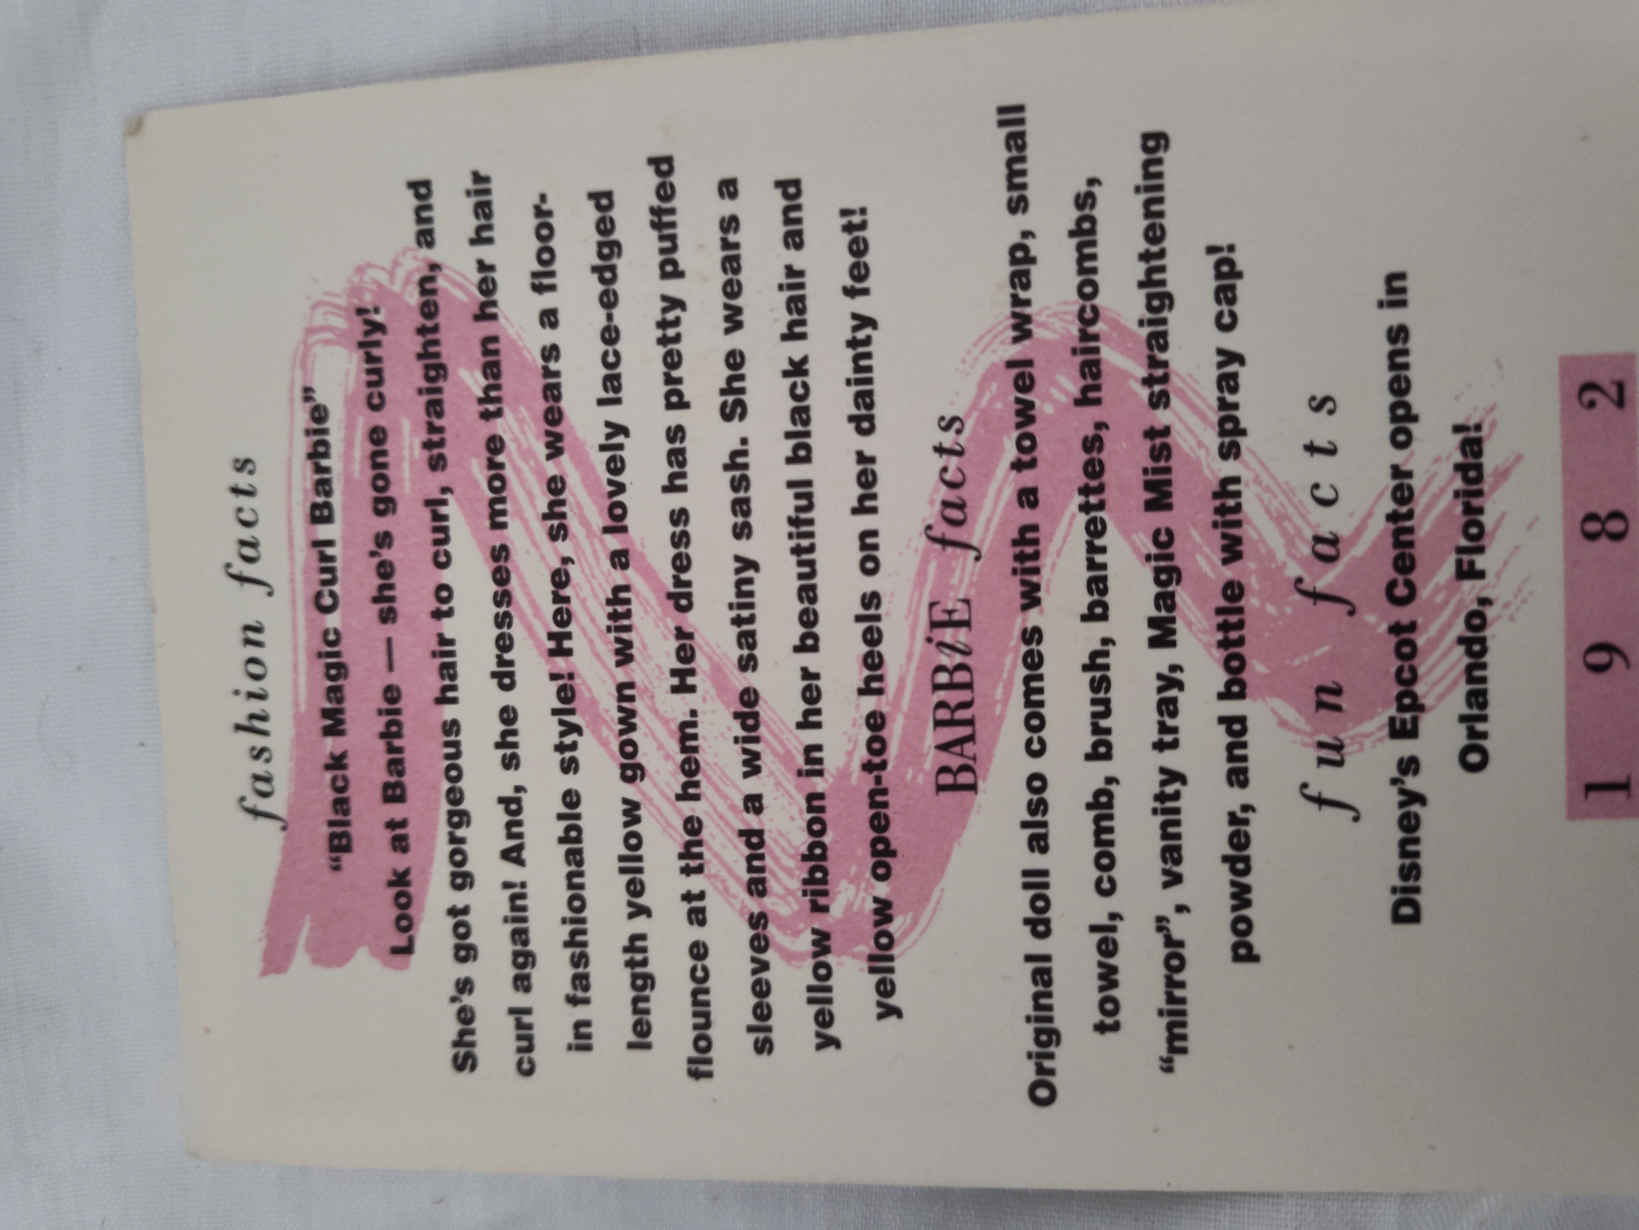 fashion facts
“Black Magic Curl Barbie”
Look at Barbie — she’s gone curly!
She’s got gorgeous hair to curl, straighten, and
curl again! And, she dresses more than her hair
in fashionable style! Here, she wears a floor-
length yellow gown with a lovely lace-edged
flounce at the hem. Her dress has pretty puffed
sleeves and a wide satiny sash. She wears a
yellow ribbon in her beautiful black hair and
yellow open-toe heels on her dainty feet!
BARBiE facts
Original doll also comes with a towel wrap, small
towel, comb, brush, barrettes, haircombs,
“mirror”, vanity tray, Magic Mist straightening
powder, and bottle with spray cap!
fun facts
Disney’s Epcot Center opens in
Orlando, Florida!
1982